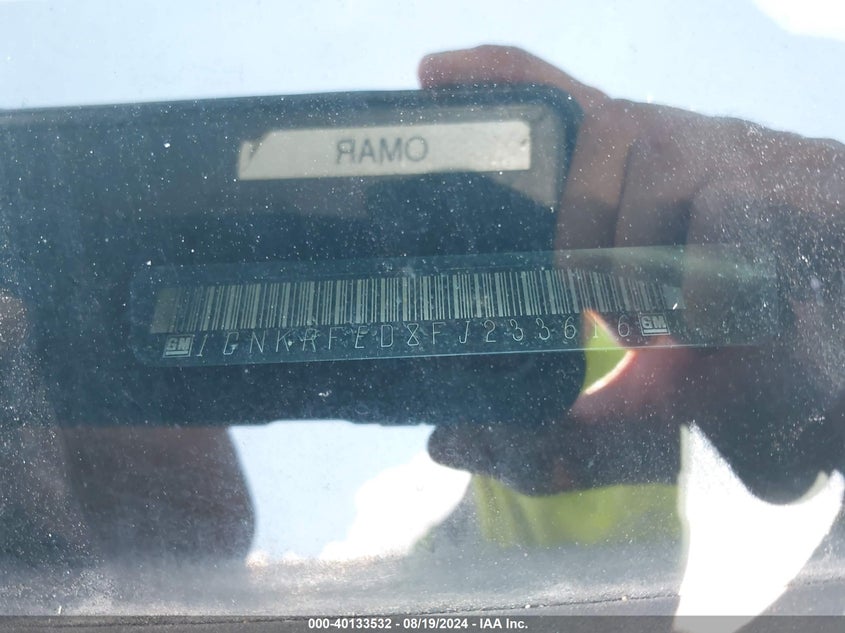 OMAR
GM 1GNKRFED8FJ233616 GM
000-40133532 - 08/19/2024 - IAA Inc.